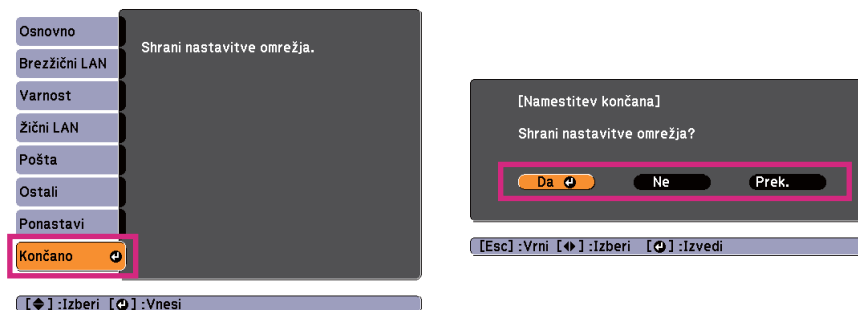 Osnovno
Brezžični LAN
Varnost
Žični LAN
Pošta
Ostali
Ponastavi
Končano
Shrani nastavitve omrežja.
[ ] :Izberi [ ] :Vnesi
[Namestitev končana]
Shrani nastavitve omrežja?
Da Ne Prek.
[Esc] :Vrni [ ] :Izberi [ ] :Izvedi